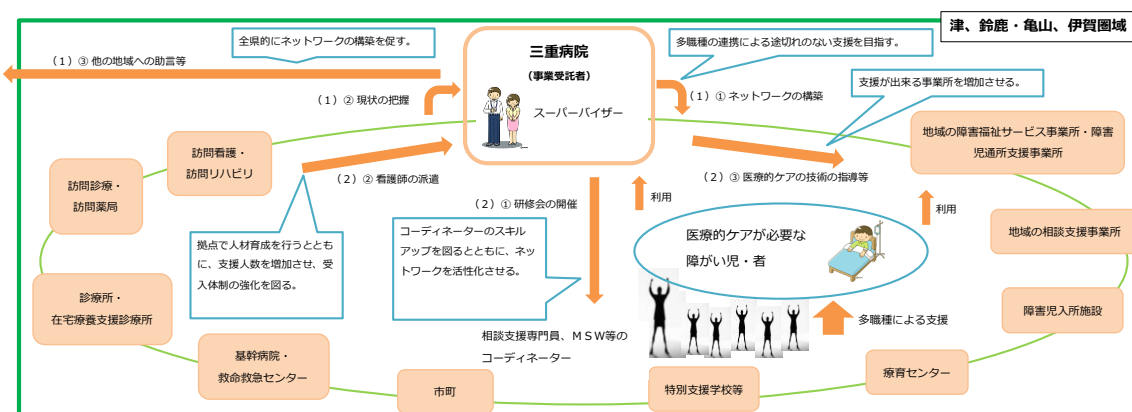 津、鈴鹿・亀山、伊賀圏域
全県的にネットワークの構築を促す。
三重病院
（事業受託者）
スーパーバイザー
多職種の連携による途切れのない支援を目指す。
（１）③ 他の地域への助言等
（１）② 現状の把握
（１）① ネットワークの構築
支援が出来る事業所を増加させる。
地域の障害福祉サービス事業所・障害
児通所支援事業所
訪問看護・
訪問リハビリ
訪問診療・
訪問薬局
（２）② 看護師の派遣
（２）③ 医療的ケアの技術の指導等
（２）① 研修会の開催
利用
利用
コーディネーターのスキル
アップを図るとともに、ネッ
トワークを活性化させる。
拠点で人材育成を行うととも
に、支援人数を増加させ、受
入体制の強化を図る。
医療的ケアが必要な
障がい児・者
地域の相談支援事業所
診療所・
在宅療養支援診療所
障害児入所施設
多職種による支援
相談支援専門員、ＭＳＷ等の
コーディネーター
基幹病院・
救命救急センター
市町
特別支援学校等
療育センター